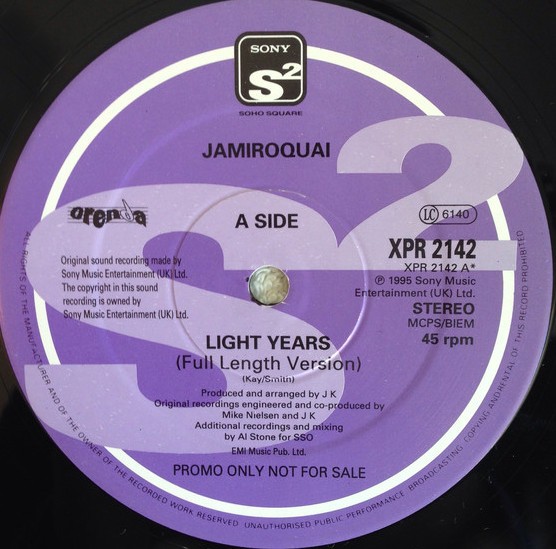 SONY
S2
SOHO SQUARE
JAMIROQUAI
orenda
A SIDE
LC 6140
XPR 2142
XPR 2142 A*
Original sound recording made by
Sony Music Entertainment (UK) Ltd.
The copyright in this sound
recording is owned by
Sony Music Entertainment (UK) Ltd.
℗ 1995 Sony Music
Entertainment (UK) Ltd.
STEREO
MCPS/BIEM
45 rpm
LIGHT YEARS
(Full Length Version)
(Kay/Smith)
Produced and arranged by J K
Original recordings engineered and co-produced by
Mike Nielsen and J K
Additional recordings and mixing
by Al Stone for SSO
EMI Music Pub. Ltd.
PROMO ONLY NOT FOR SALE
ALL RIGHTS OF THE MANUFACTURER AND OF THE OWNER OF THE RECORDED WORK RESERVED UNAUTHORISED PUBLIC PERFORMANCE BROADCASTING COPYING AND RENTAL OF THIS RECORD PROHIBITED
S2